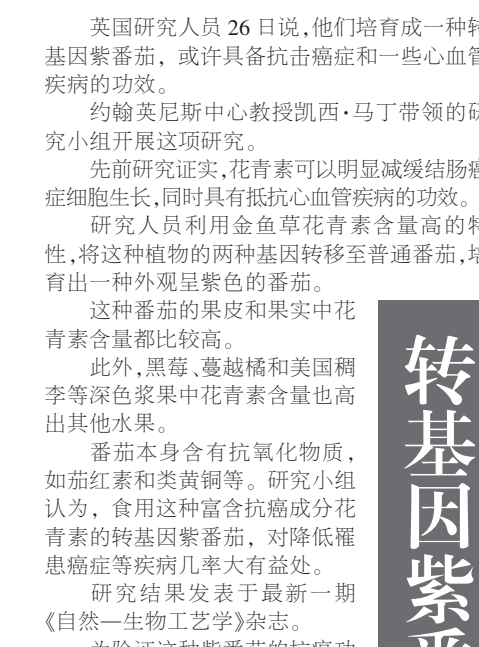 英国研究人员 26 日说,他们培育成一种转
基因紫番茄，或许具备抗击癌症和一些心血管
疾病的功效。
约翰英尼斯中心教授凯西·马丁带领的研
究小组开展这项研究。
先前研究证实,花青素可以明显减缓结肠癌
症细胞生长,同时具有抵抗心血管疾病的功效。
研究人员利用金鱼草花青素含量高的特
性,将这种植物的两种基因转移至普通番茄,培
育出一种外观呈紫色的番茄。
这种番茄的果皮和果实中花
青素含量都比较高。
此外,黑莓、蔓越橘和美国稠
李等深色浆果中花青素含量也高
出其他水果。
番茄本身含有抗氧化物质，
如茄红素和类黄铜等。研究小组
认为，食用这种富含抗癌成分花
青素的转基因紫番茄，对降低罹
患癌症等疾病几率大有益处。
研究结果发表于最新一期
《自然—生物工艺学》杂志。
为验证这种紫番茄的抗癌功
转基因紫番